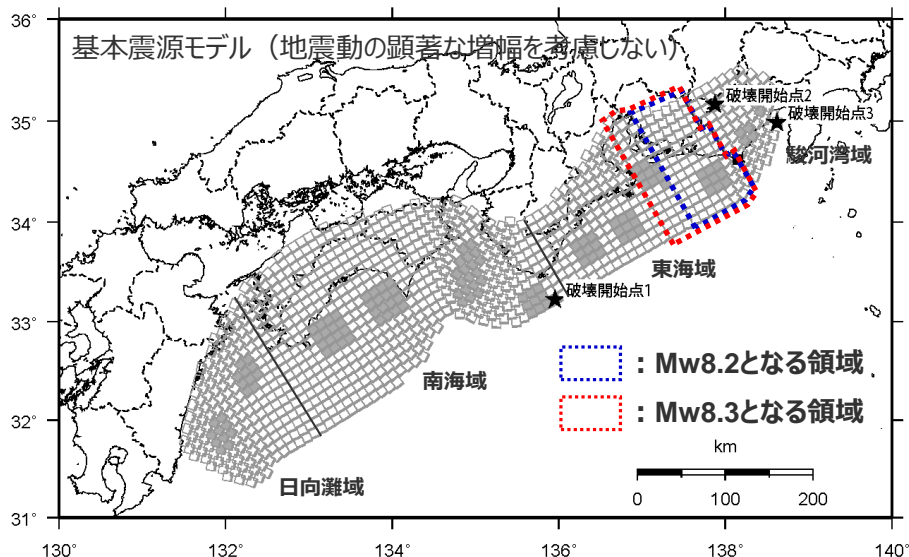 36°
基本震源モデル（地震動の顕著な増幅を考慮しない）
破壊開始点2
35°
破壊開始点3
駿河湾域
34°
東海域
破壊開始点1
33°
：Mw8.2となる領域
南海域
32°
：Mw8.3となる領域
km
日向灘域
0 100 200
31°
130° 132° 134° 136° 138° 140°